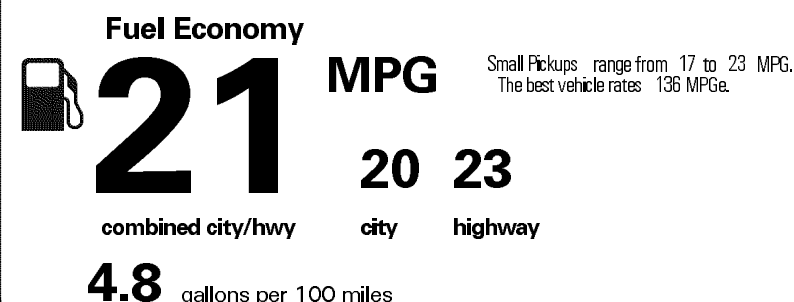 Fuel Economy
21 MPG
Small Pickups range from 17 to 23 MPG.
The best vehicle rates 136 MPGe.
20 23
combined city/hwy city highway
4.8 gallons per 100 miles